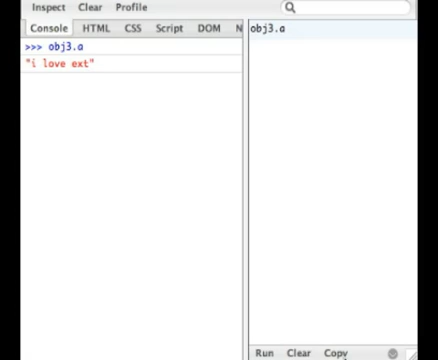 Inspect Clear Profile
Console HTML CSS Script DOM N
>>> obj3.a
"i love ext"
obj3.a
Run Clear Copy